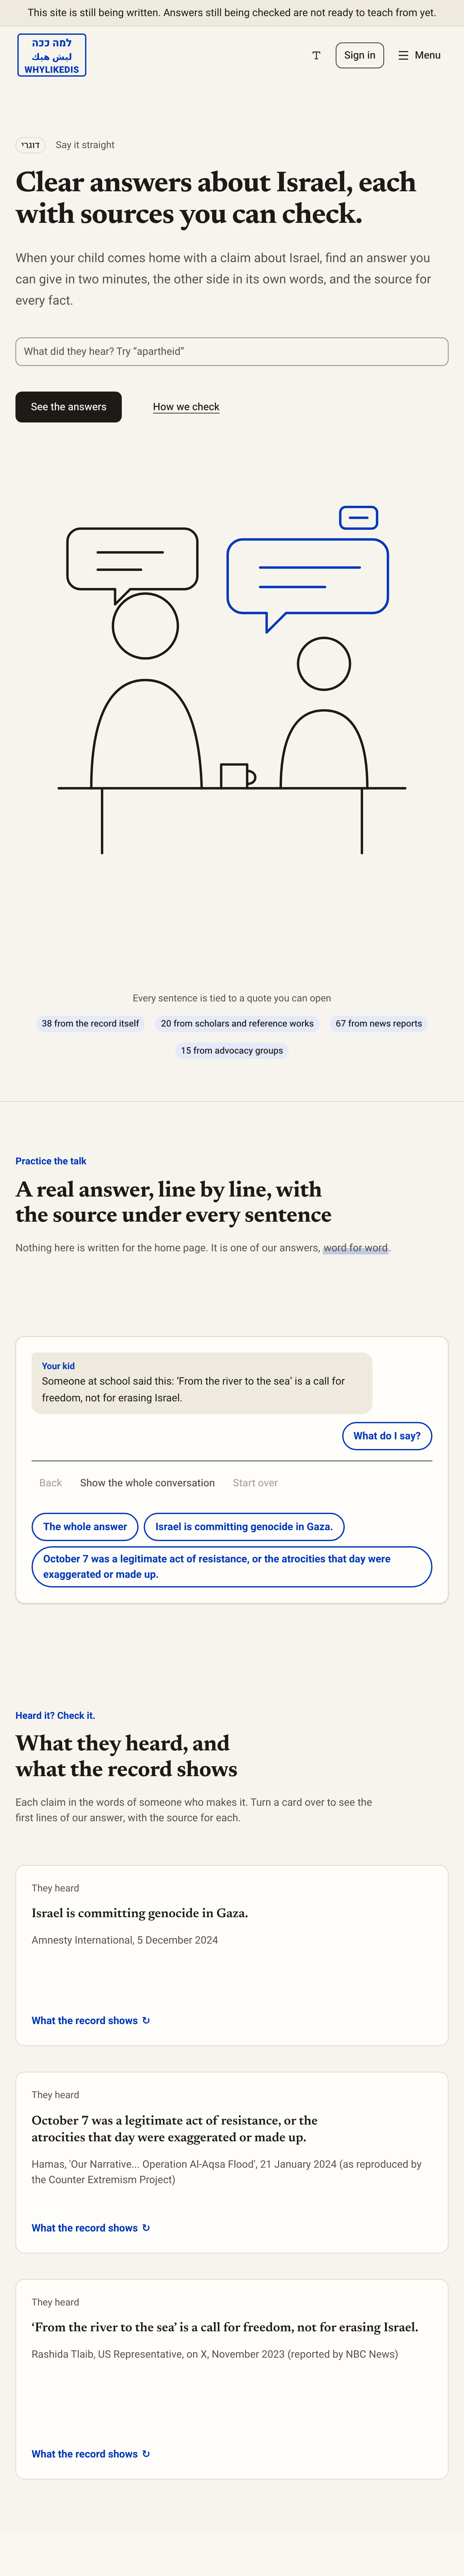 This site is still being written. Answers still being checked are not ready to teach from yet.
למה ככה
ليش هيك
WHYLIKEDIS
T
Sign in
Menu
דוגרי
Say it straight
Clear answers about Israel, each
with sources you can check.
When your child comes home with a claim about Israel, find an answer you
can give in two minutes, the other side in its own words, and the source for
every fact.
What did they hear? Try “apartheid”
See the answers
How we check
Every sentence is tied to a quote you can open
38 from the record itself
20 from scholars and reference works
67 from news reports
15 from advocacy groups
Practice the talk
A real answer, line by line, with
the source under every sentence
Nothing here is written for the home page. It is one of our answers, word for word.
Your kid
Someone at school said this: ‘From the river to the sea’ is a call for
freedom, not for erasing Israel.
What do I say?
Back
Show the whole conversation
Start over
The whole answer
Israel is committing genocide in Gaza.
October 7 was a legitimate act of resistance, or the atrocities that day were
exaggerated or made up.
Heard it? Check it.
What they heard, and
what the record shows
Each claim in the words of someone who makes it. Turn a card over to see the
first lines of our answer, with the source for each.
They heard
Israel is committing genocide in Gaza.
Amnesty International, 5 December 2024
What the record shows ↻
They heard
October 7 was a legitimate act of resistance, or the
atrocities that day were exaggerated or made up.
Hamas, 'Our Narrative... Operation Al-Aqsa Flood', 21 January 2024 (as reproduced by
the Counter Extremism Project)
What the record shows ↻
They heard
‘From the river to the sea’ is a call for freedom, not for erasing Israel.
Rashida Tlaib, US Representative, on X, November 2023 (reported by NBC News)
What the record shows ↻